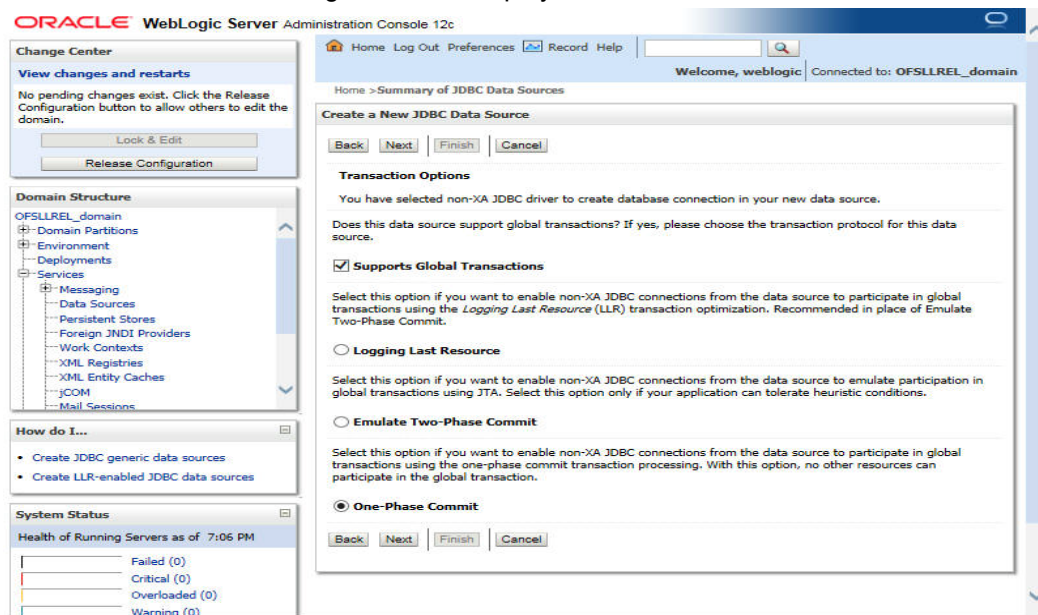 ORACLE WebLogic Server Administration Console 12c
Change Center
View changes and restarts
No pending changes exist. Click the Release
Configuration button to allow others to edit the
domain.
Lock & Edit
Release Configuration
Domain Structure
OFSLLREL_domain
Domain Partitions
Environment
Deployments
Services
Messaging
Data Sources
Persistent Stores
Foreign JNDI Providers
Work Contexts
XML Registries
XML Entity Caches
jCOM
Mail Sessions
How do I...
• Create JDBC generic data sources
• Create LLR-enabled JDBC data sources
System Status
Health of Running Servers as of 7:06 PM
Failed (0)
Critical (0)
Overloaded (0)
Warning (0)
Home Log Out Preferences Record Help
Welcome, weblogic Connected to: OFSLLREL_domain
Home >Summary of JDBC Data Sources
Create a New JDBC Data Source
Back Next Finish Cancel
Transaction Options
You have selected non-XA JDBC driver to create database connection in your new data source.
Does this data source support global transactions? If yes, please choose the transaction protocol for this data
source.
Supports Global Transactions
Select this option if you want to enable non-XA JDBC connections from the data source to participate in global
transactions using the Logging Last Resource (LLR) transaction optimization. Recommended in place of Emulate
Two-Phase Commit.
Logging Last Resource
Select this option if you want to enable non-XA JDBC connections from the data source to emulate participation in
global transactions using JTA. Select this option only if your application can tolerate heuristic conditions.
Emulate Two-Phase Commit
Select this option if you want to enable non-XA JDBC connections from the data source to participate in global
transactions using the one-phase commit transaction processing. With this option, no other resources can
participate in the global transaction.
One-Phase Commit
Back Next Finish Cancel